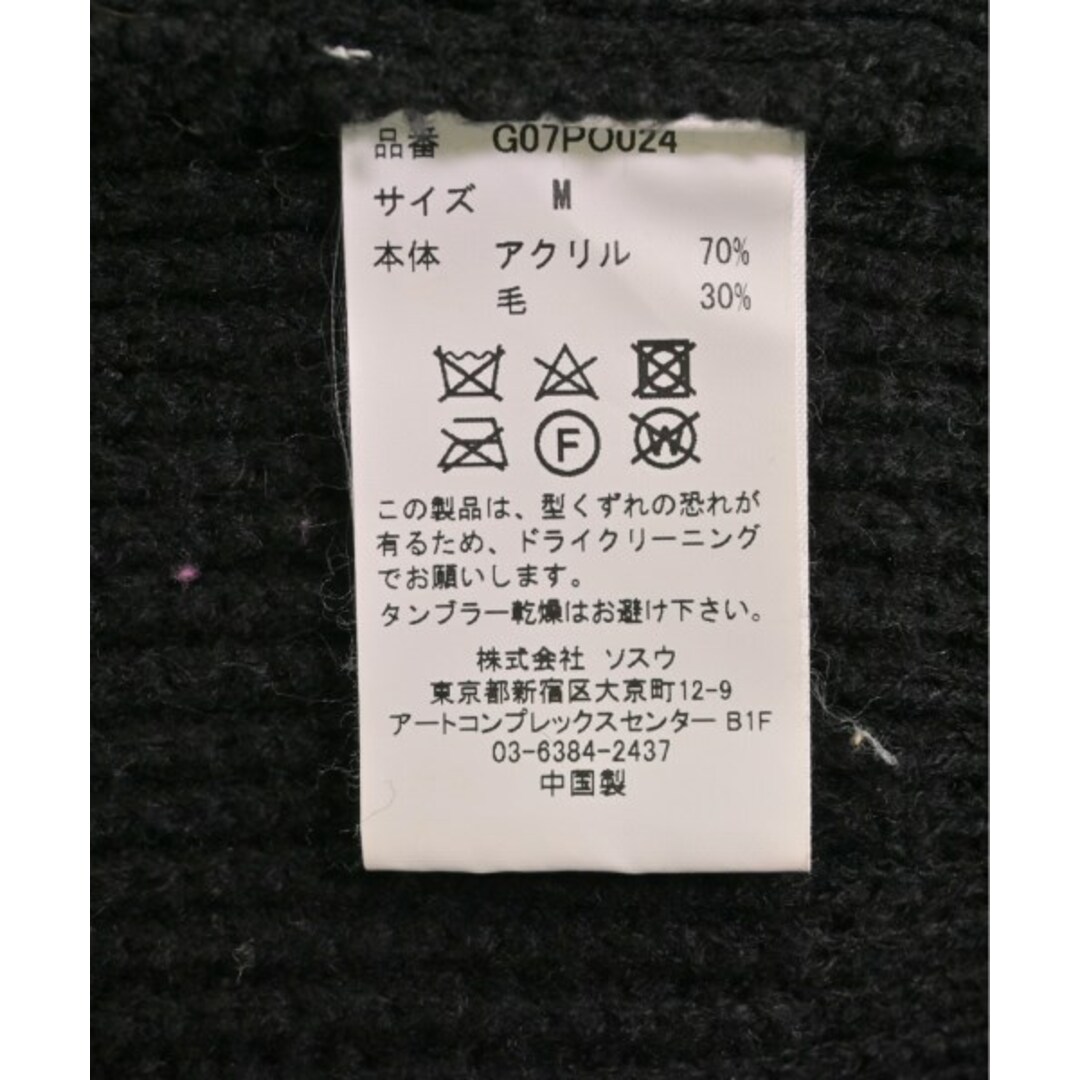 品番 G07PO024
サイズ M
本体 アクリル 70%
毛 30%
F W
この製品は、型くずれの恐れが
有るため、ドライクリーニング
でお願いします。
タンブラー乾燥はお避け下さい。
株式会社 ソスウ
東京都新宿区大京町12-9
アートコンプレックスセンター B1F
03-6384-2437
中国製